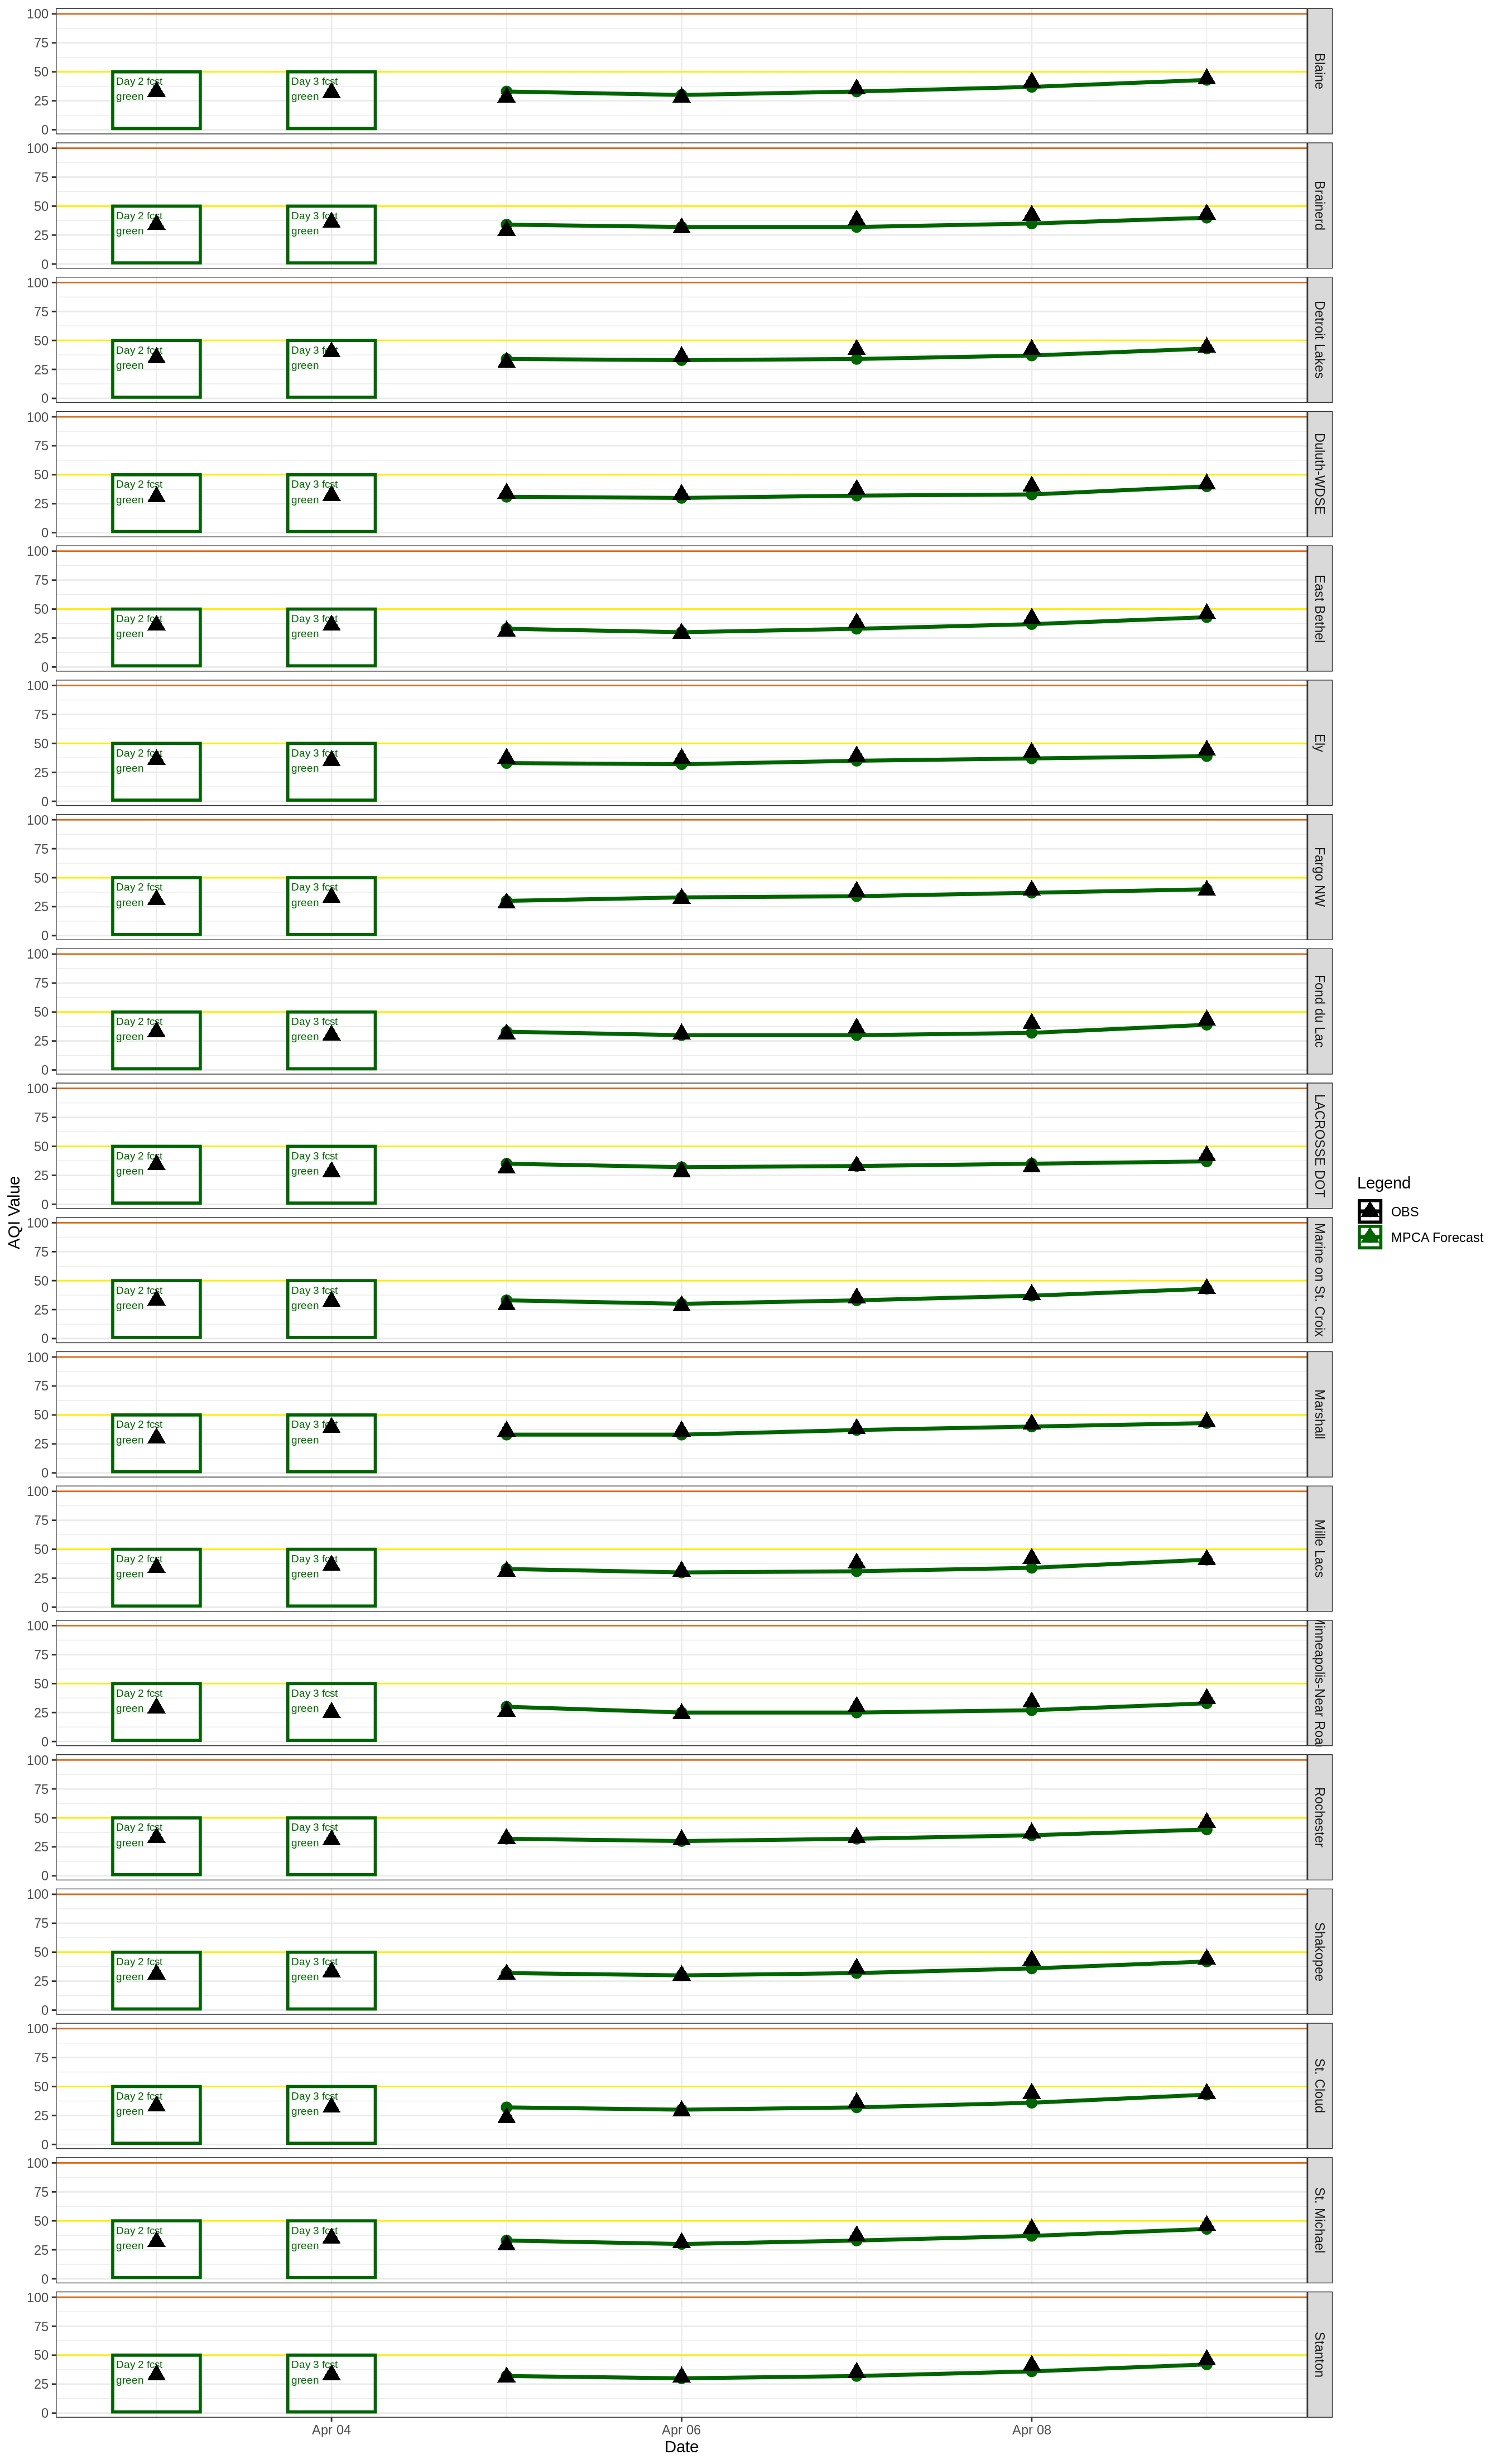 100
75
50
25
0
Day 2 fcst
green
Day 3 fcst
green
Blaine
100
75
50
25
0
Day 2 fcst
green
Day 3 fcst
green
Brainerd
100
75
50
25
0
Day 2 fcst
green
Day 3 fcst
green
Detroit Lakes
100
75
50
25
0
Day 2 fcst
green
Day 3 fcst
green
Duluth-WDSE
100
75
50
25
0
Day 2 fcst
green
Day 3 fcst
green
East Bethel
100
75
50
25
0
Day 2 fcst
green
Day 3 fcst
green
Ely
100
75
50
25
0
Day 2 fcst
green
Day 3 fcst
green
Fargo NW
100
75
50
25
0
Day 2 fcst
green
Day 3 fcst
green
Fond du Lac
100
75
50
25
0
Day 2 fcst
green
Day 3 fcst
green
LACROSSE DOT
100
75
50
25
0
Day 2 fcst
green
Day 3 fcst
green
Marine on St. Croix
100
75
50
25
0
Day 2 fcst
green
Day 3 fcst
green
Marshall
100
75
50
25
0
Day 2 fcst
green
Day 3 fcst
green
Mille Lacs
100
75
50
25
0
Day 2 fcst
green
Day 3 fcst
green
Minneapolis-Near Roa
100
75
50
25
0
Day 2 fcst
green
Day 3 fcst
green
Rochester
100
75
50
25
0
Day 2 fcst
green
Day 3 fcst
green
Shakopee
100
75
50
25
0
Day 2 fcst
green
Day 3 fcst
green
St. Cloud
100
75
50
25
0
Day 2 fcst
green
Day 3 fcst
green
St. Michael
100
75
50
25
0
Day 2 fcst
green
Day 3 fcst
green
Stanton
Apr 04
Apr 06
Apr 08
Date
AQI Value
Legend
OBS
MPCA Forecast